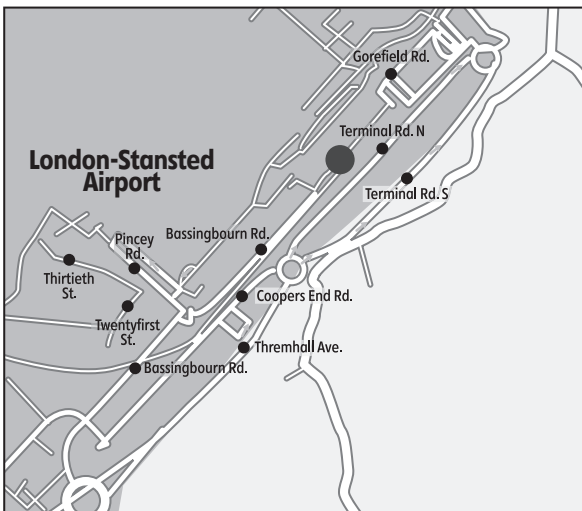 Gorefield Rd.
Terminal Rd. N
London-Stansted
Airport
Terminal Rd. S
Bassingbourn Rd.
Pincey
Rd.
Thirtieth
St.
Coopers End Rd.
Twentyfirst
St.
Thremhall Ave.
Bassingbourn Rd.